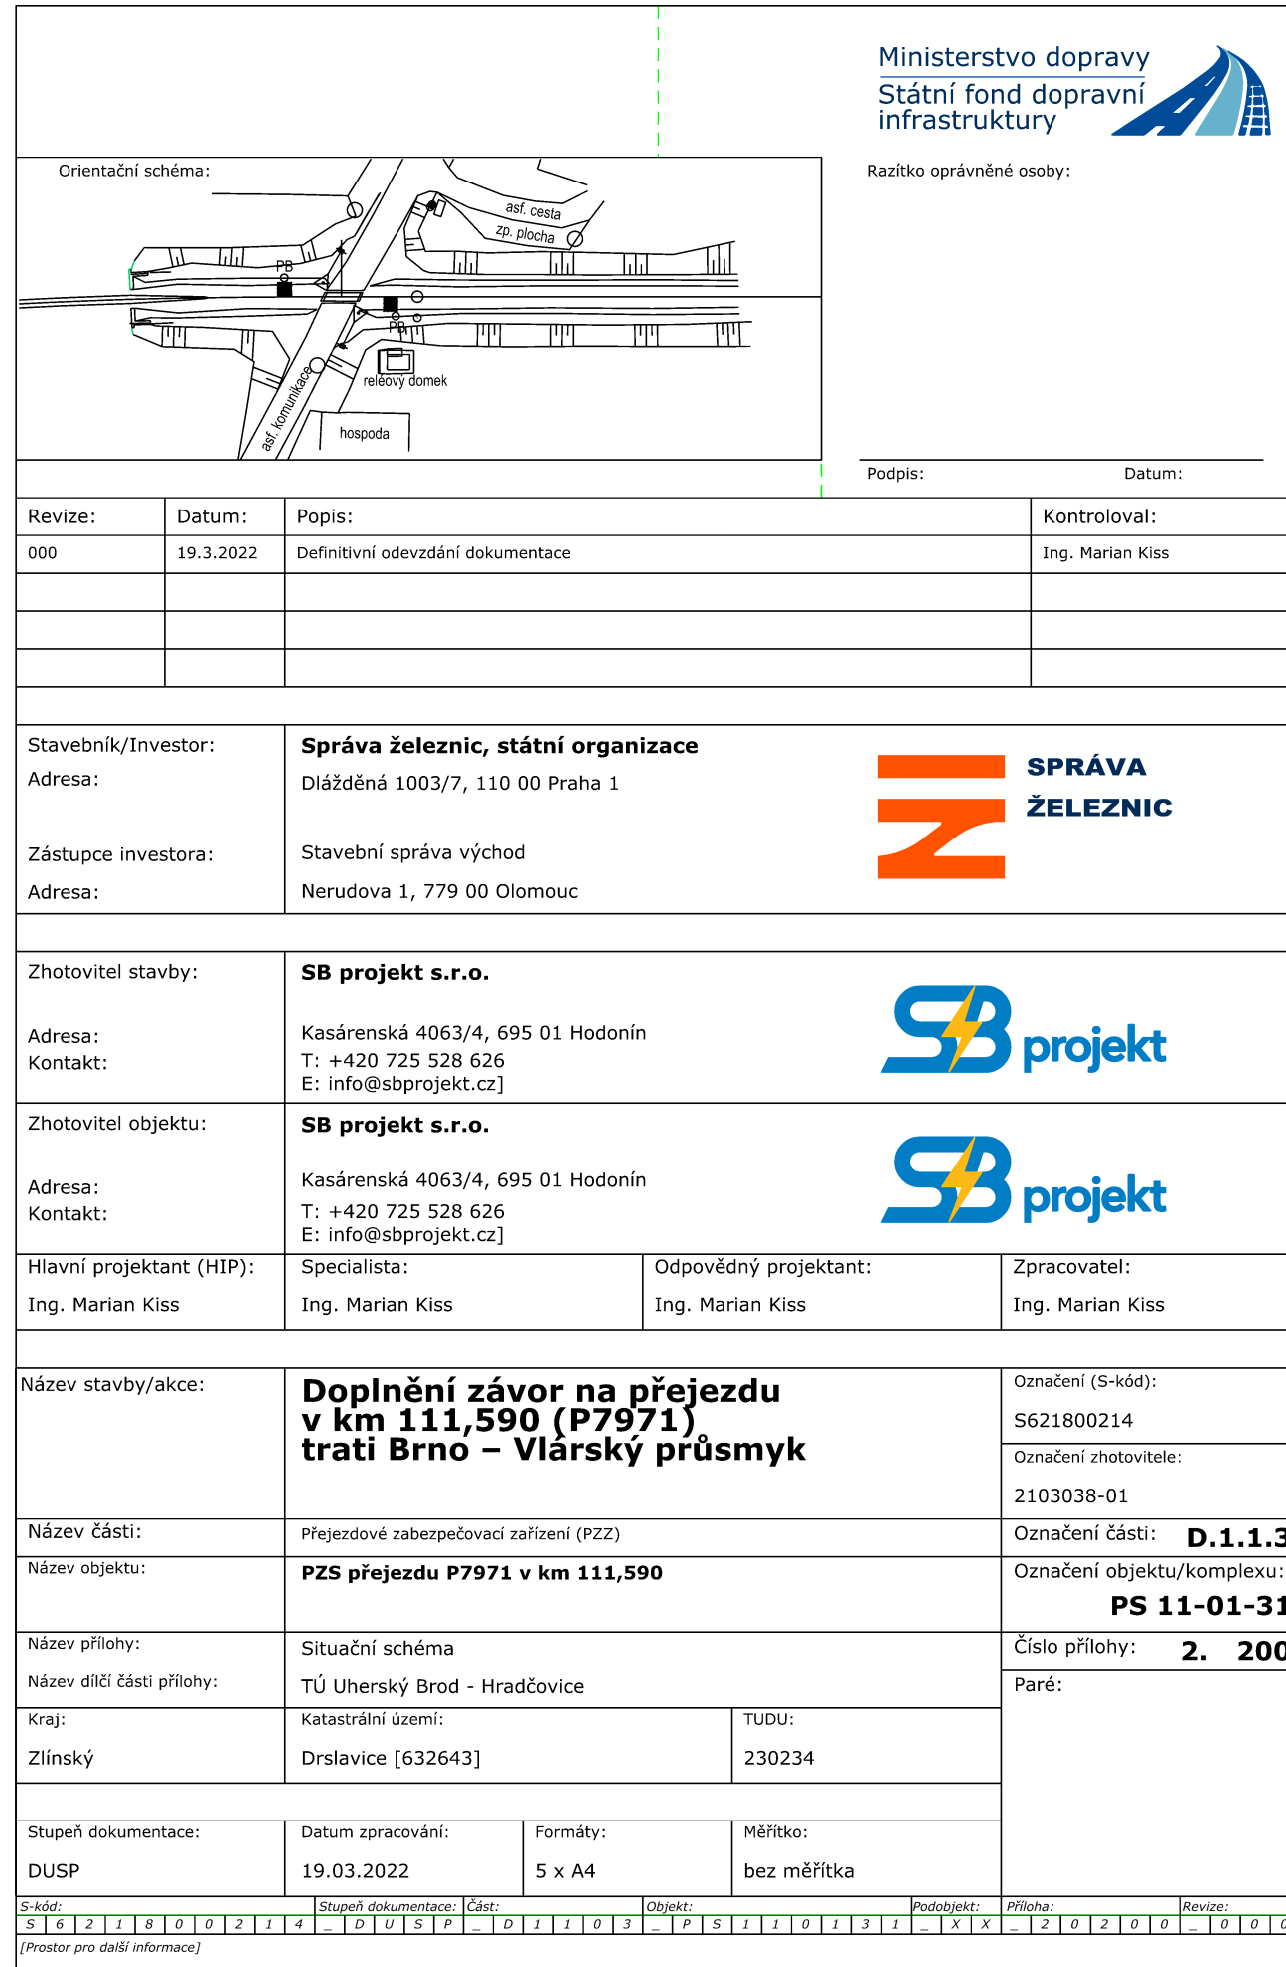 Ministerstvo dopravy
Státní fond dopravní
infrastruktury
Orientační schéma:
Razítko oprávněné osoby:
asf. cesta
zp. plocha
PB
PB
reléový domek
asf. komunikace
hospoda
Podpis: Datum:
Revize: Datum: Popis: Kontroloval:
000 19.3.2022 Definitivní odevzdání dokumentace Ing. Marian Kiss
Stavebník/Investor: Správa železnic, státní organizace
Adresa: Dlážděná 1003/7, 110 00 Praha 1
SPRÁVA
ŽELEZNIC
Zástupce investora: Stavební správa východ
Adresa: Nerudova 1, 779 00 Olomouc
Zhotovitel stavby: SB projekt s.r.o.
Adresa: Kasárenská 4063/4, 695 01 Hodonín
Kontakt: T: +420 725 528 626
E: info@sbprojekt.cz]
SB projekt
Zhotovitel objektu: SB projekt s.r.o.
Adresa: Kasárenská 4063/4, 695 01 Hodonín
Kontakt: T: +420 725 528 626
E: info@sbprojekt.cz]
SB projekt
Hlavní projektant (HIP): Specialista: Odpovědný projektant: Zpracovatel:
Ing. Marian Kiss Ing. Marian Kiss Ing. Marian Kiss Ing. Marian Kiss
Název stavby/akce: Doplnění závor na přejezdu
v km 111,590 (P7971)
trati Brno – Vlárský průsmyk
Označení (S-kód):
S621800214
Označení zhotovitele:
2103038-01
Název části: Přejezdové zabezpečovací zařízení (PZZ) Označení části: D.1.1.3
Název objektu: PZS přejezdu P7971 v km 111,590 Označení objektu/komplexu:
PS 11-01-31
Název přílohy: Situační schéma Číslo přílohy: 2. 200
Název dílčí části přílohy: TÚ Uherský Brod - Hradčovice Paré:
Kraj: Katastrální území: TUDU:
Zlínský Drslavice [632643] 230234
Stupeň dokumentace: Datum zpracování: Formáty: Měřítko:
DUSP 19.03.2022 5 x A4 bez měřítka
S-kód: Stupeň dokumentace: Část: Objekt: Podobjekt: Příloha: Revize:
S 6 2 1 8 0 0 2 1 4 _ D U S P _ D 1 1 0 3 _ P S 1 1 0 1 3 1 _ X X _ 2 0 2 0 0 _ 0 0 0
[Prostor pro další informace]